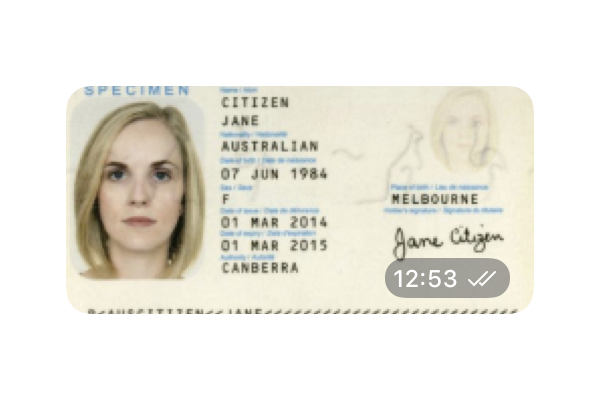 SPECIMEN
Name / Nom
CITIZEN
JANE
Nationality / Nationalité
AUSTRALIAN
Date of birth / Date de naissance
07 JUN 1984
Sex / Sexe
F
Place of birth / Lieu de naissance
MELBOURNE
Date of issue / Date de délivrance
01 MAR 2014
Holder's signature / Signature du titulaire
Jane Citizen
Date of expiry / Date d'expiration
01 MAR 2015
Authority / Autorité
CANBERRA
12:53